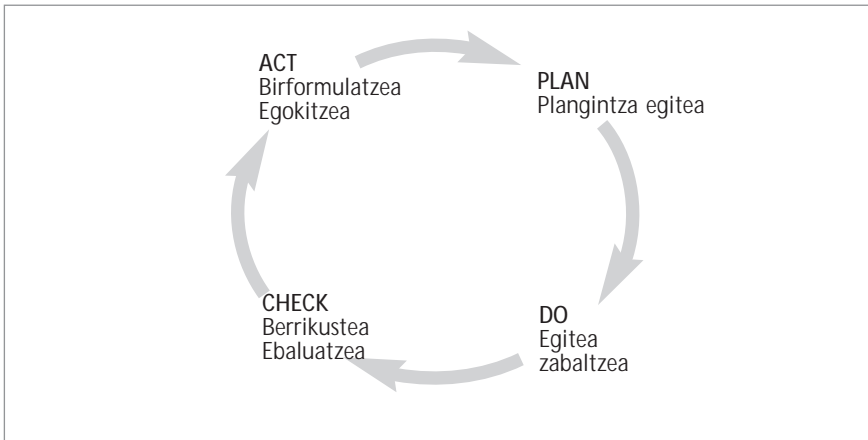 ACT
Birformulatzea
Egokitzea
PLAN
Plangintza egitea
DO
Egitea
zabaltzea
CHECK
Berrikustea
Ebaluatzea